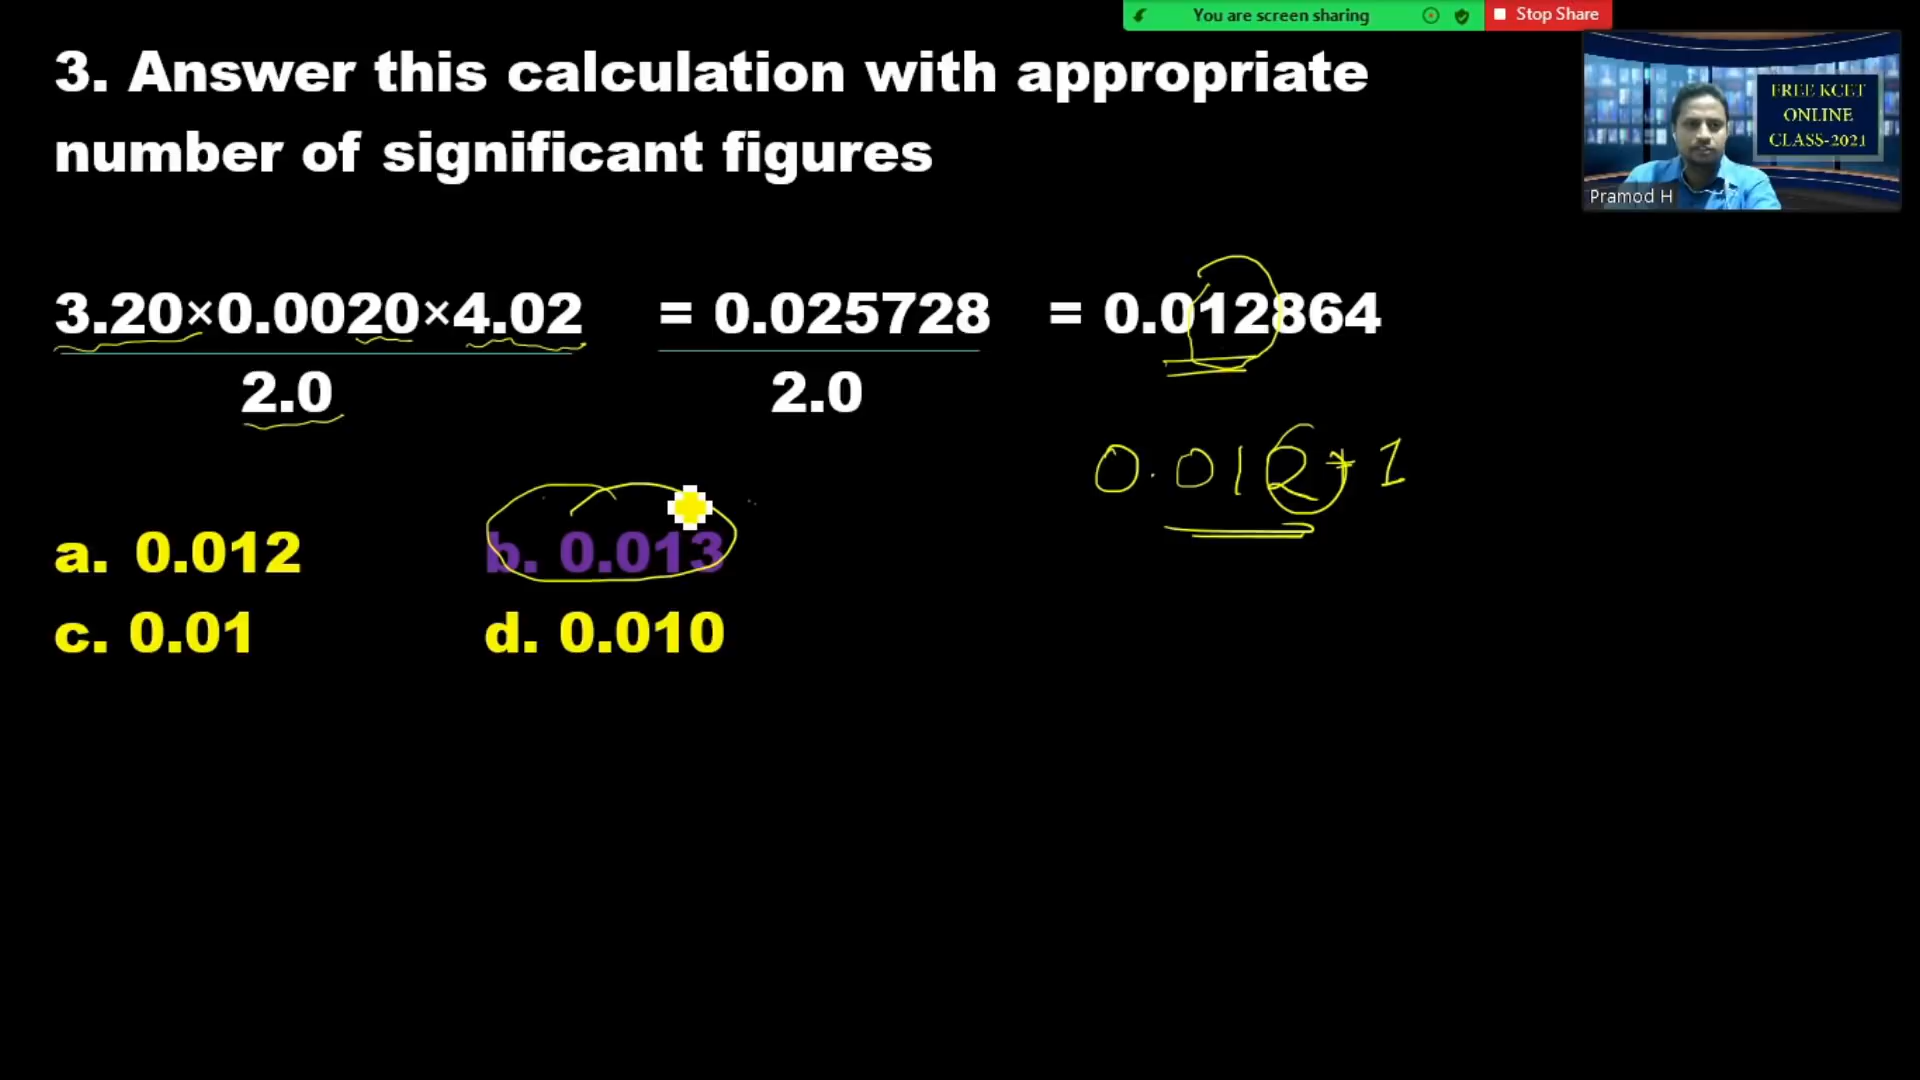 You are screen sharing
Stop Share
3. Answer this calculation with appropriate
number of significant figures
FREE KCET
ONLINE
CLASS-2021
Pramod H
3.20×0.0020×4.02 = 0.025728 = 0.012864
2.0 2.0
0.012+1
a. 0.012 b. 0.013
c. 0.01 d. 0.010